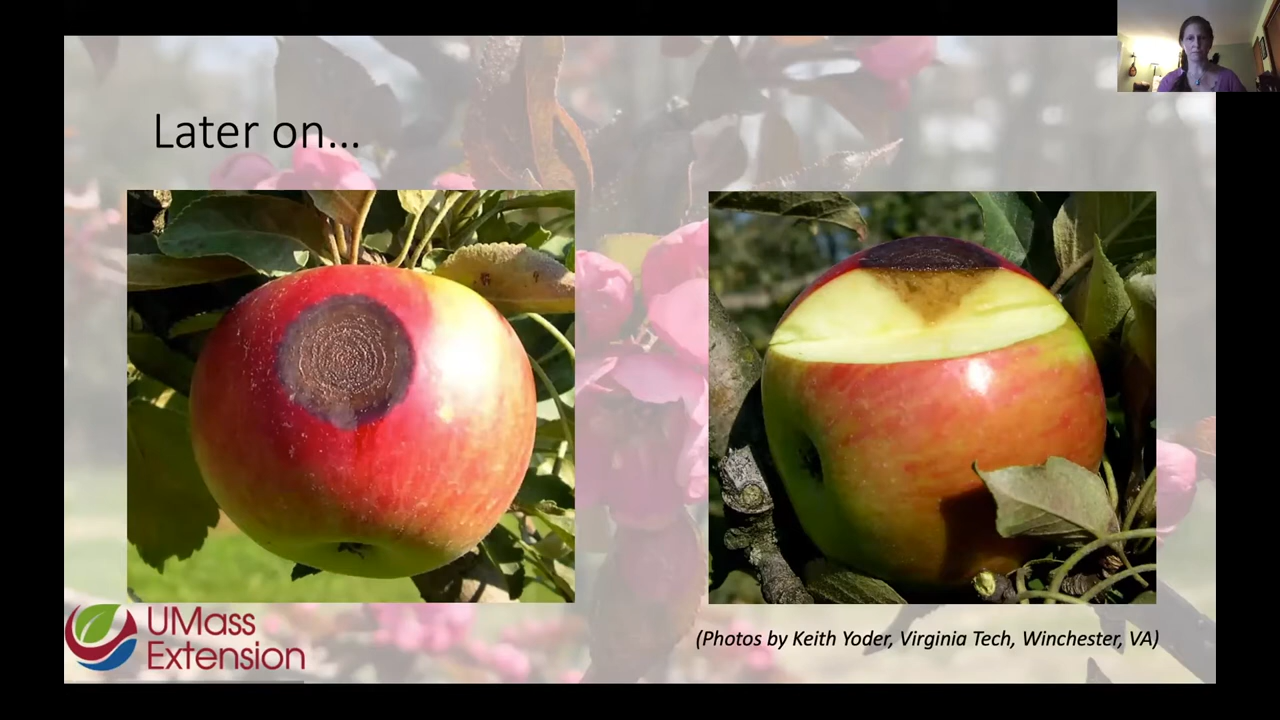 Later on...
UMass
Extension
(Photos by Keith Yoder, Virginia Tech, Winchester, VA)